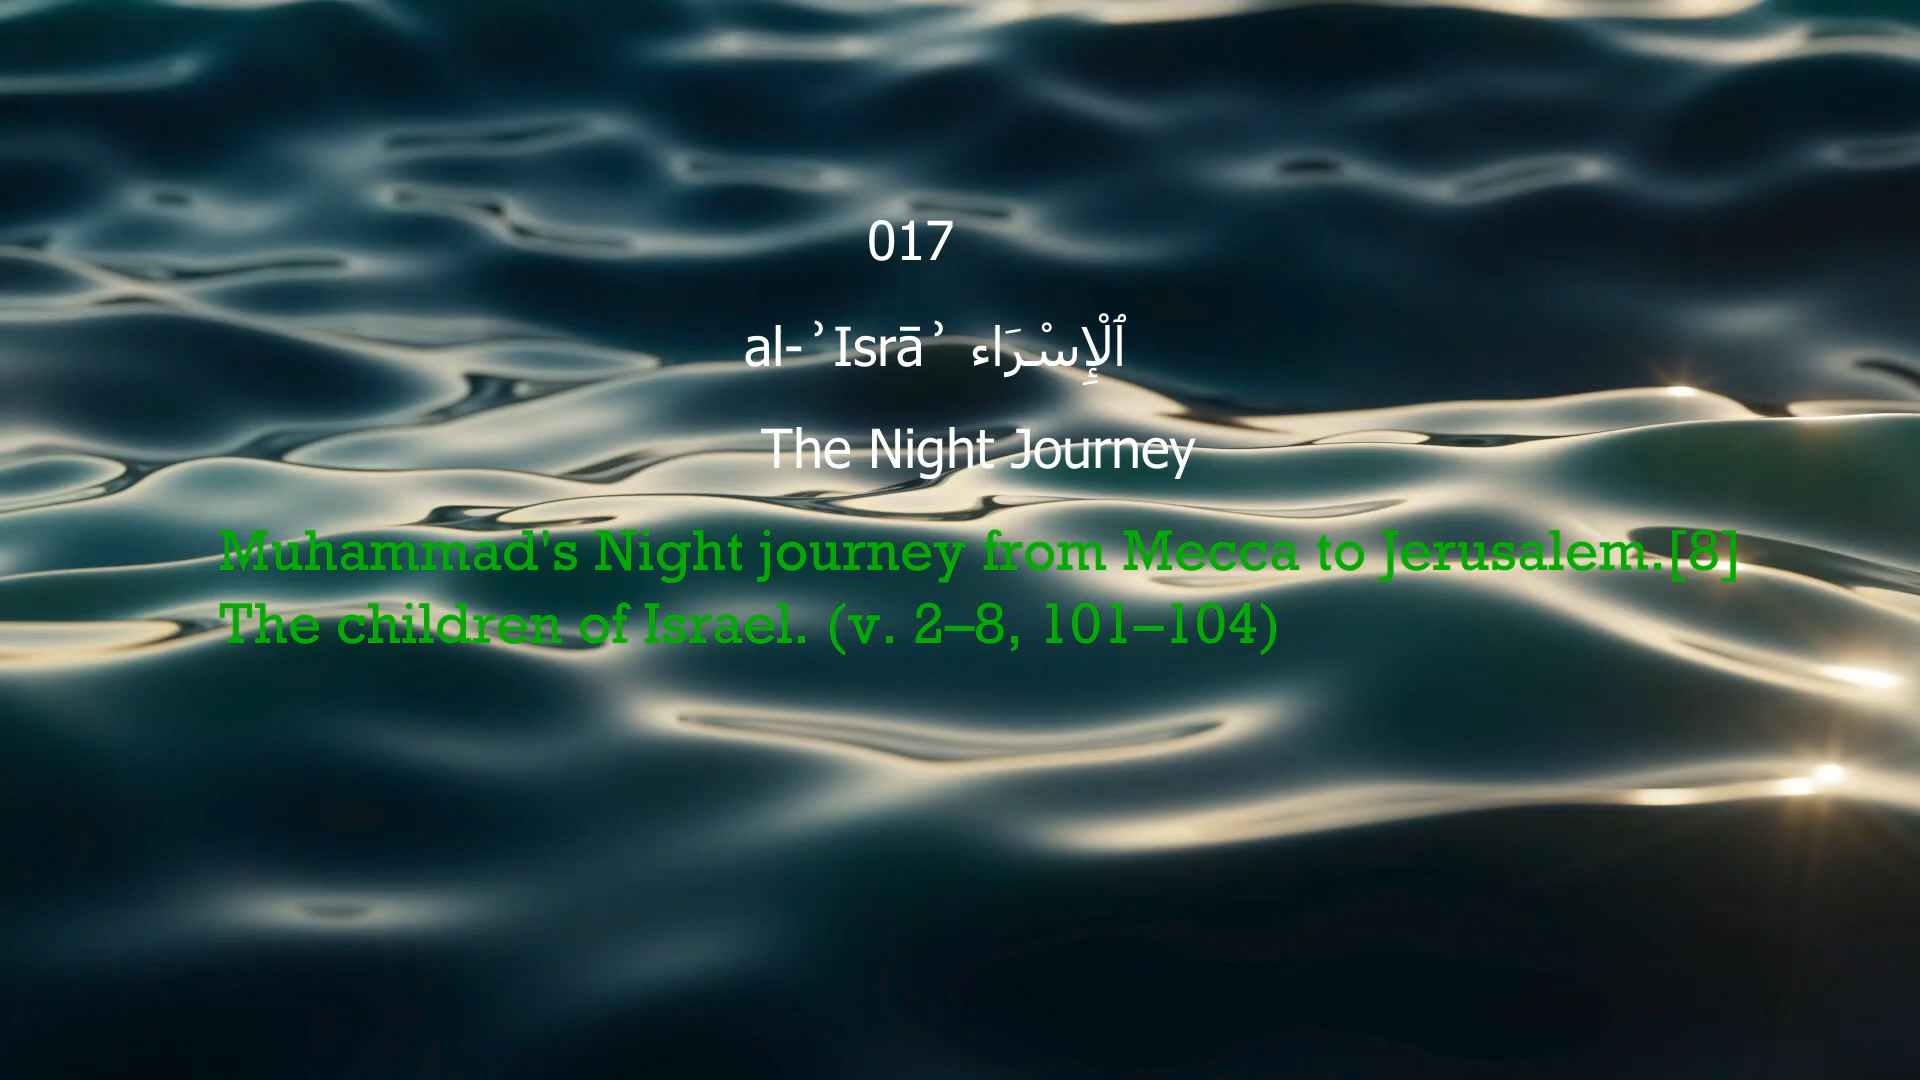 017
al-ʾIsrāʾ ٱلْإِسْـرَاء
The Night Journey
Muhammad's Night journey from Mecca to Jerusalem.[8]
The children of Israel. (v. 2–8, 101–104)